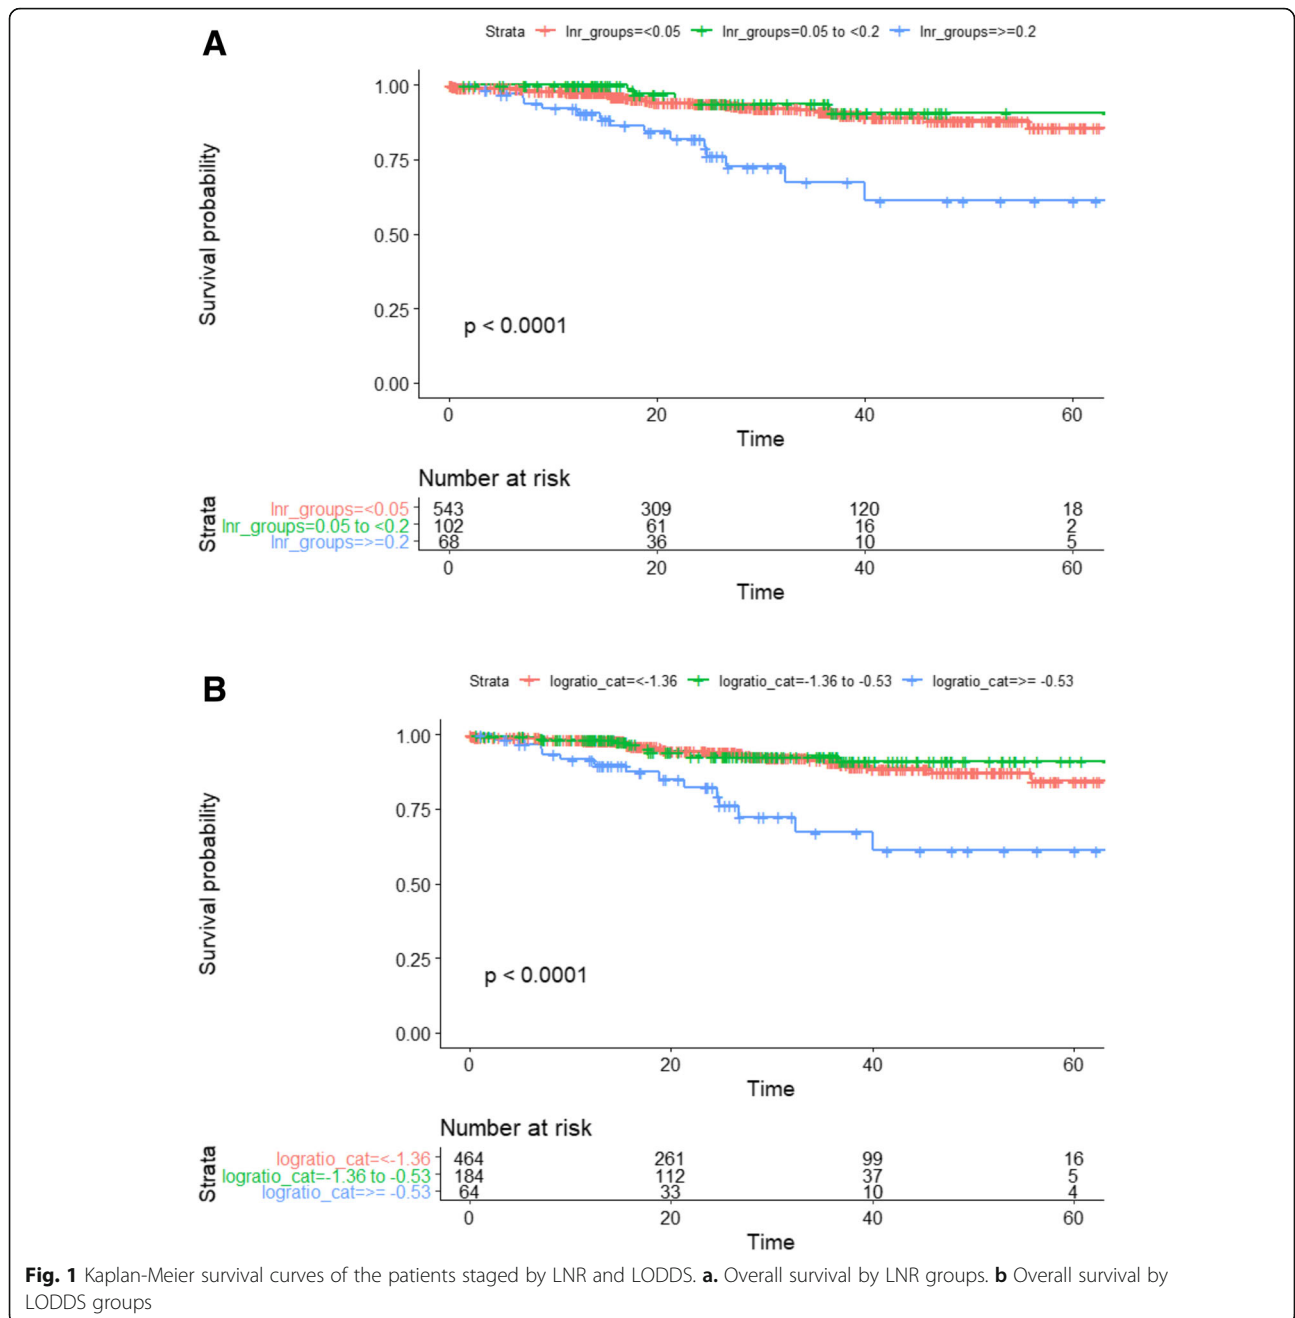 A
Strata lnr_groups=<0.05 lnr_groups=0.05 to <0.2 lnr_groups=>=0.2
Survival probability
1.00
0.75
0.50
0.25
0.00
p < 0.0001
0 20 40 60
Time
Number at risk
Strata
lnr_groups=<0.05 543 309 120 18
lnr_groups=0.05 to <0.2 102 61 16 2
lnr_groups=>=0.2 68 36 10 5
0 20 40 60
Time
B
Strata logratio_cat=<-1.36 logratio_cat=-1.36 to -0.53 logratio_cat=>= -0.53
Survival probability
1.00
0.75
0.50
0.25
0.00
p < 0.0001
0 20 40 60
Time
Number at risk
Strata
logratio_cat=<-1.36 464 261 99 16
logratio_cat=-1.36 to -0.53 184 112 37 5
logratio_cat=>= -0.53 64 33 10 4
0 20 40 60
Time
Fig. 1 Kaplan-Meier survival curves of the patients staged by LNR and LODDS. a. Overall survival by LNR groups. b Overall survival by
LODDS groups